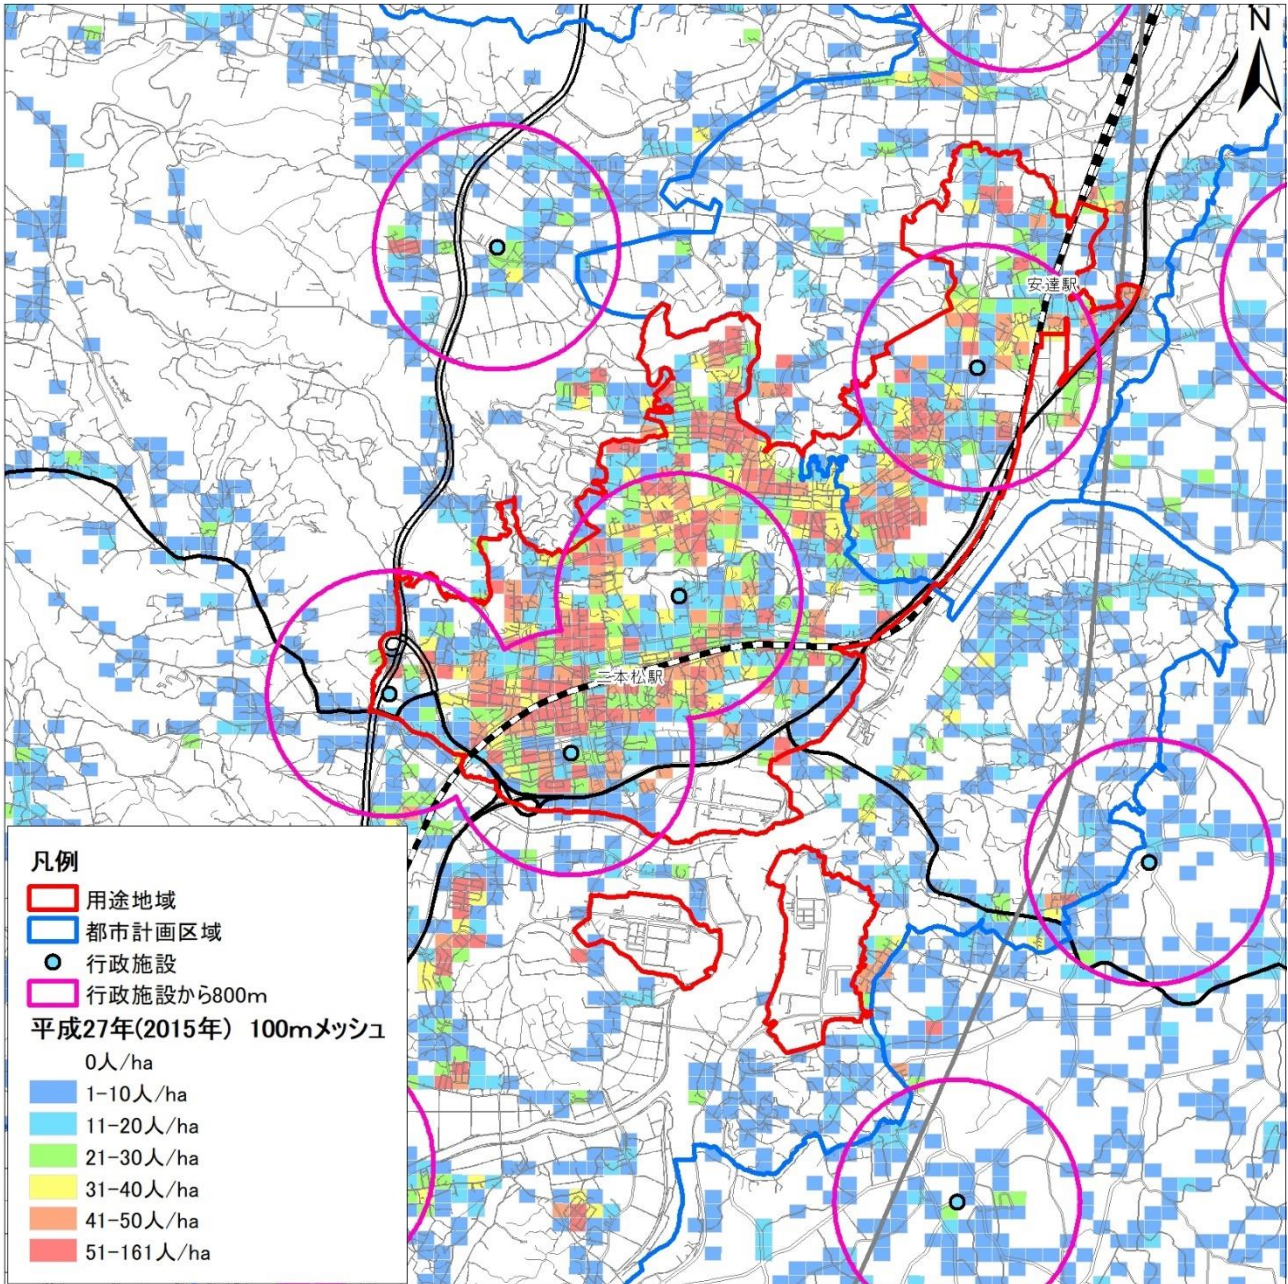 N
安達駅
二本松駅
凡例
用途地域
都市計画区域
行政施設
行政施設から800m
平成27年(2015年) 100mメッシュ
0人/ha
1-10人/ha
11-20人/ha
21-30人/ha
31-40人/ha
41-50人/ha
51-161人/ha